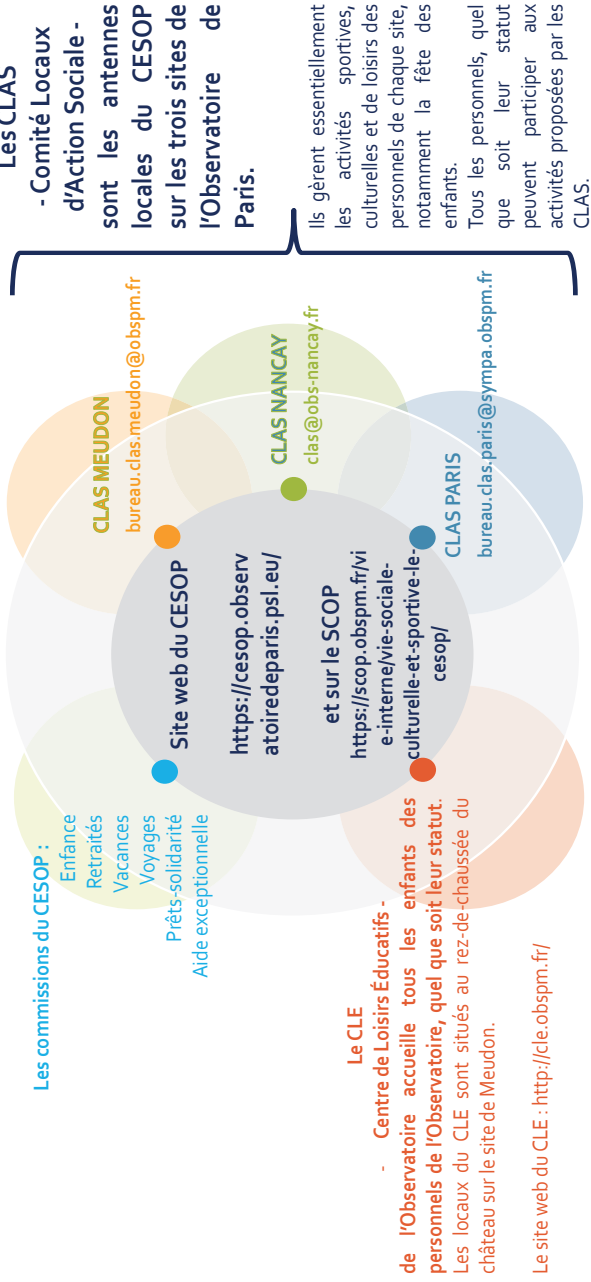 Les commissions du CESOP :
Enfance
Retraités
Vacances
Voyages
Prêts-solidarité
Aide exceptionnelle
Le CLE
- Centre de Loisirs Éducatifs -
de l'Observatoire accueille tous les enfants des
personnels de l'Observatoire, quel que soit leur statut.
Les locaux du CLE sont situés au rez-de-chaussée du
château sur le site de Meudon.
Le site web du CLE : http://cle.obspm.fr/
Site web du CESOP
https://cesop.observ
atoiredeparis.psl.eu/
et sur le SCOP
https://scop.obspm.fr/vi
e-interne/vie-sociale-
culturelle-et-sportive-le-
cesop/
CLAS MEUDON
bureau.clas.meudon@obspm.fr
CLAS NANCAY
clas@obs-nancay.fr
CLAS PARIS
bureau.clas.paris@sympa.obspm.fr
Les CLAS
- Comité Locaux
d'Action Sociale -
sont les antennes
locales du CESOP
sur les trois sites de
l'Observatoire de
Paris.
Ils gèrent essentiellement
les activités sportives,
culturelles et de loisirs des
personnels de chaque site,
notamment la fête des
enfants.
Tous les personnels, quel
que soit leur statut
peuvent participer aux
activités proposées par les
CLAS.